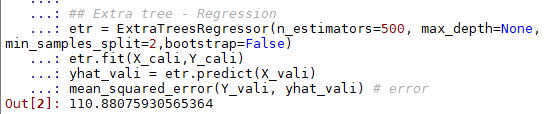 ...: ## Extra tree - Regression
...: etr = ExtraTreesRegressor(n_estimators=500, max_depth=None,
min_samples_split=2,bootstrap=False)
...: etr.fit(X_cali,Y_cali)
...: yhat_vali = etr.predict(X_vali)
...: mean_squared_error(Y_vali, yhat_vali) # error
Out[2]: 110.88075930565364